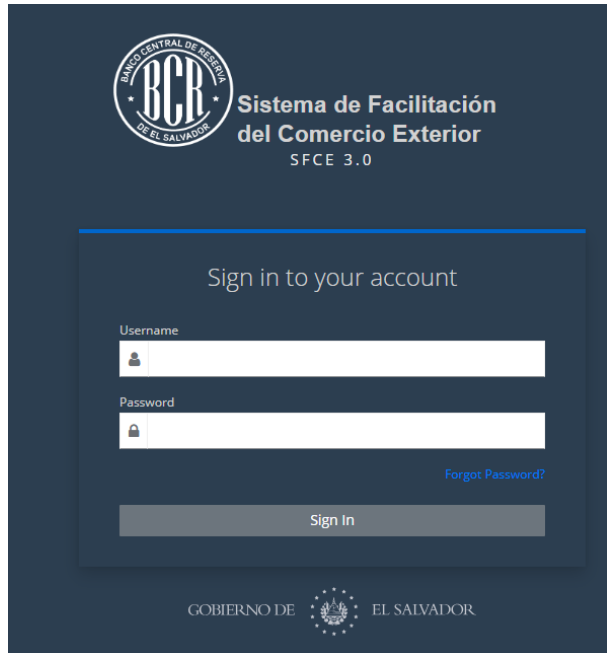 BANCO CENTRAL DE RESERVA
BCR
DE EL SALVADOR
Sistema de Facilitación
del Comercio Exterior
SFCE 3.0
Sign in to your account
Username
Password
Forgot Password?
Sign In
GOBIERNO DE EL SALVADOR